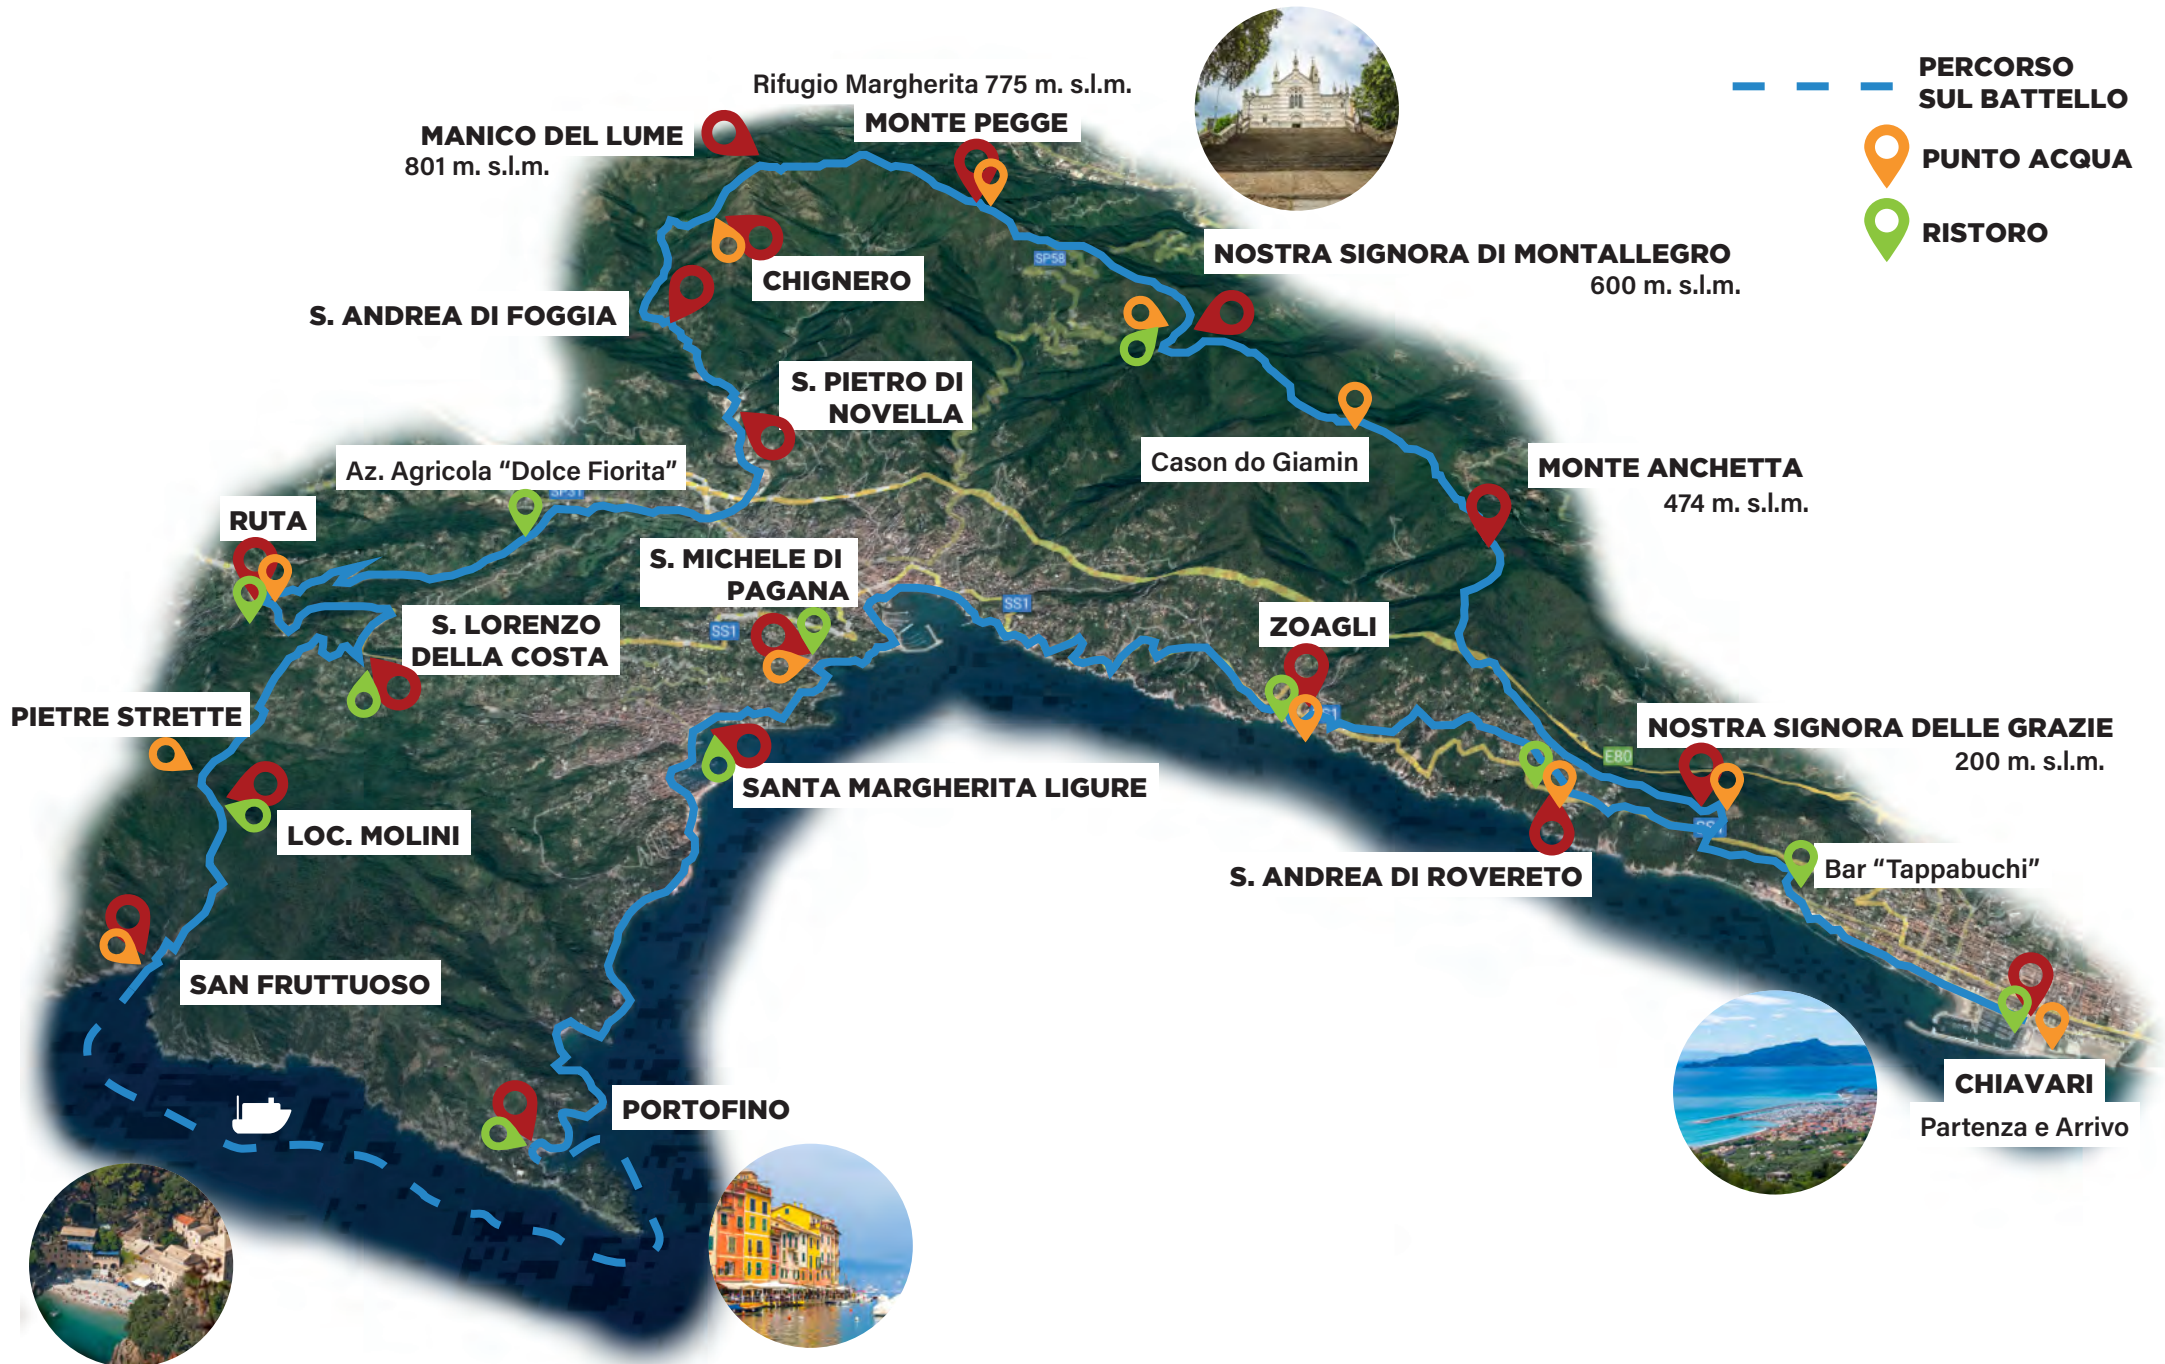 Rifugio Margherita 775 m. s.l.m.
MONTE PEGGE
MANICO DEL LUME
801 m. s.l.m.
PERCORSO
SUL BATTELLO
PUNTO ACQUA
RISTORO
NOSTRA SIGNORA DI MONTALLEGRO
600 m. s.l.m.
SP58
CHIGNERO
S. ANDREA DI FOGGIA
S. PIETRO DI
NOVELLA
Az. Agricola “Dolce Fiorita”
SP31
Cason do Giamin
MONTE ANCHETTA
474 m. s.l.m.
RUTA
S. MICHELE DI
PAGANA
SS1
SS1
S. LORENZO
DELLA COSTA
ZOAGLI
PIETRE STRETTE
NOSTRA SIGNORA DELLE GRAZIE
200 m. s.l.m.
E80
SANTA MARGHERITA LIGURE
LOC. MOLINI
S. ANDREA DI ROVERETO
Bar “Tappabuchi”
SAN FRUTTUOSO
PORTOFINO
CHIAVARI
Partenza e Arrivo